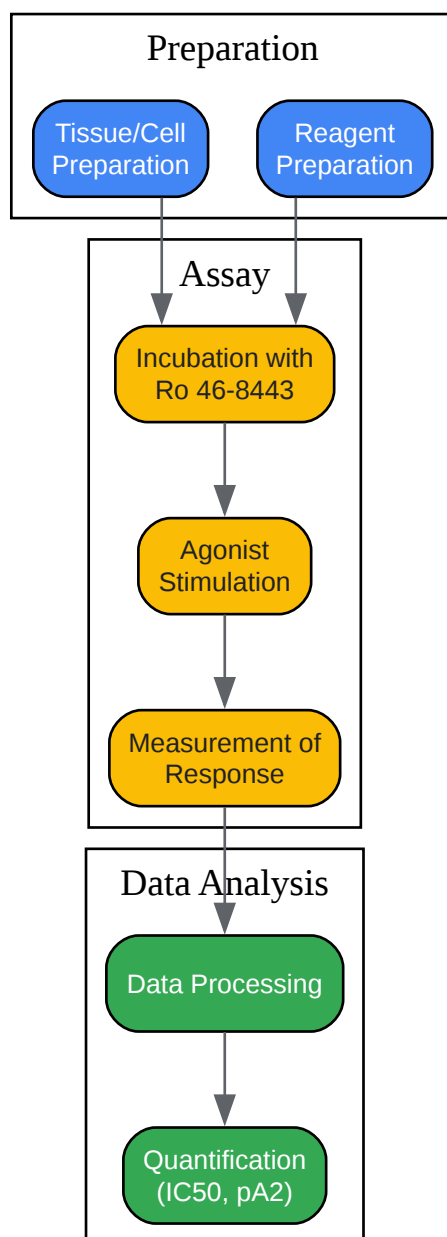 Preparation
Tissue/Cell
Preparation
Reagent
Preparation
Assay
Incubation with
Ro 46-8443
Agonist
Stimulation
Measurement of
Response
Data Analysis
Data Processing
Quantification
(IC50, pA2)